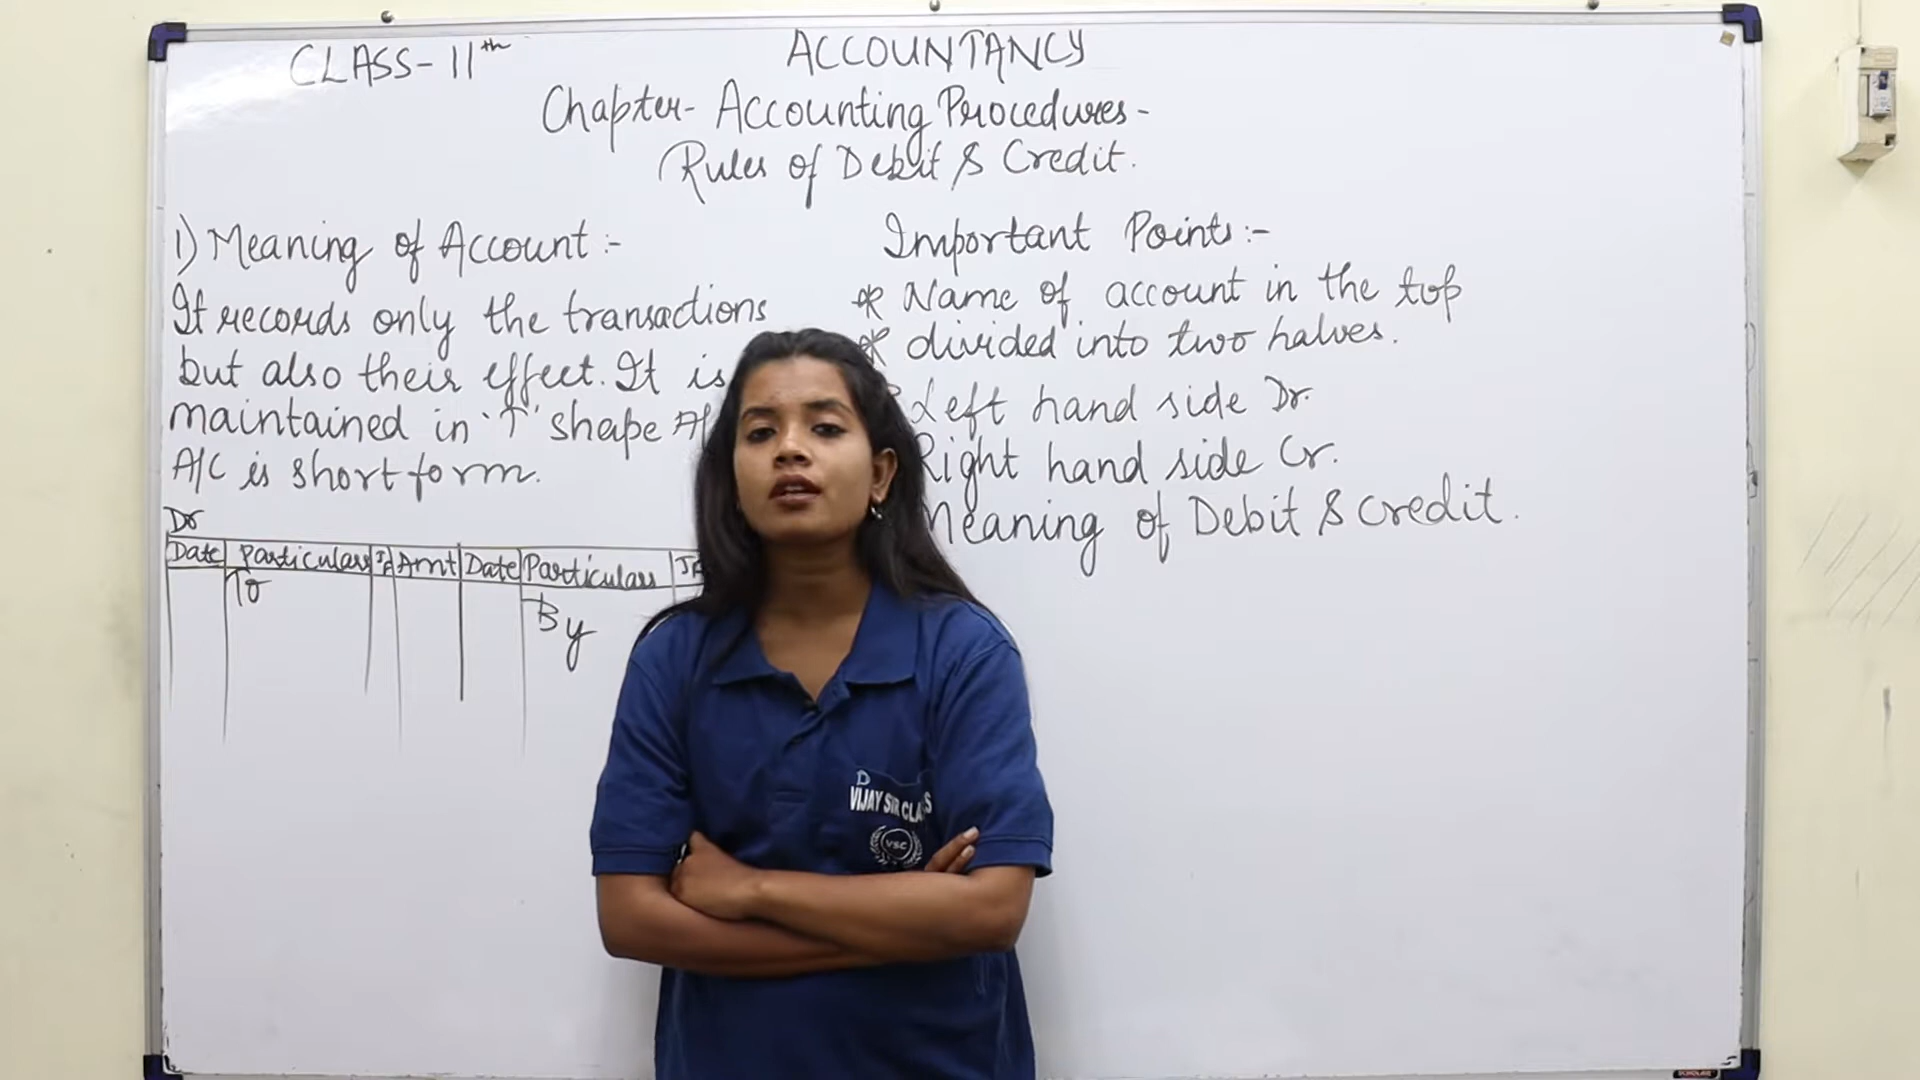 CLASS-11th
ACCOUNTANCY
Chapter- Accounting Procedures-
Rules of Debit & Credit.
1) Meaning of Account :-
It records only the transactions
but also their effect. It is
maintained in 'T' shape A/
A/C is short form.
Dr
Date Particulars Amt Date Particulars
To
By
Important Points :-
* Name of account in the top
* divided into two halves.
Left hand side Dr.
Right hand side Cr.
Meaning of Debit & Credit.
VIJAY SIR CLA S
VSC